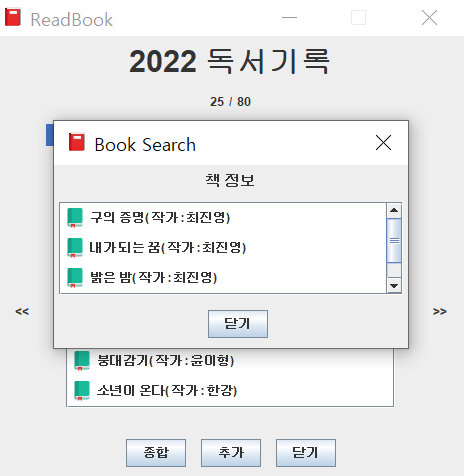 ReadBook
2022 독서기록
25 / 80
Book Search
책 정보
구의 증명(작가:최진영)
내가 되는 꿈(작가:최진영)
밝은 밤(작가:최진영)
닫기
<<
>>
붕대감기(작가:윤이형)
소년이 온다(작가:한강)
종합
추가
닫기